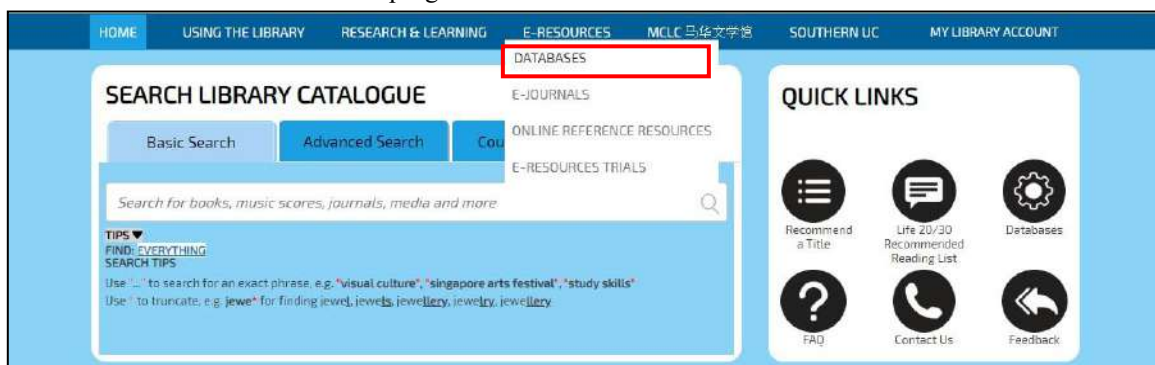 HOME USING THE LIBRARY RESEARCH & LEARNING E-RESOURCES MCLC 马华文学馆 SOUTHERN UC MY LIBRARY ACCOUNT
DATABASES
E-JOURNALS
ONLINE REFERENCE RESOURCES
E-RESOURCES TRIALS
SEARCH LIBRARY CATALOGUE
Basic Search Advanced Search Cou
Search for books, music scores, journals, media and more
TIPS▼
FIND: EVERYTHING
SEARCH TIPS
Use "..." to search for an exact phrase, e.g. "visual culture", "singapore arts festival", "study skills"
Use * to truncate, e.g. jewe* for finding jewel, jewels, jewellery, jewelry, jewellery
QUICK LINKS
Recommend a Title
Life 20/30 Recommended Reading List
Databases
FAQ
Contact Us
Feedback